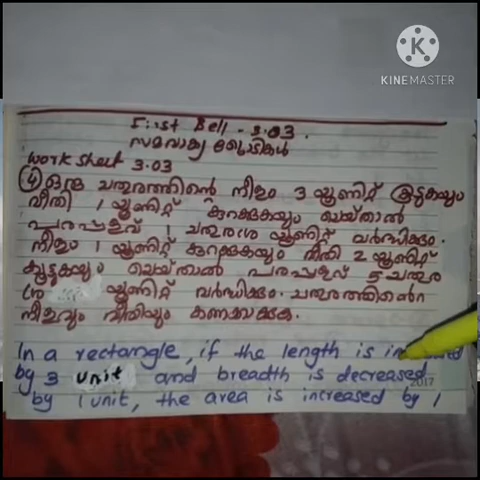 KINEMASTER
First Bell - 3.03.
സമവാക്യ ജോടികൾ
work sheet 3.03
④ ഒരു ചതുരത്തിന്റെ നീളം 3 യൂണിറ്റ് കൂടുകയും
വീതി 1 യൂണിറ്റ് കുറക്കുകയും ചെയ്താൽ
പരപ്പളവ് 1 ചതുരശ്ര യൂണിറ്റ് വർദ്ധിക്കും.
നീളം 1 യൂണിറ്റ് കുറക്കുകയും വീതി 2 യൂണിറ്റ്
കൂട്ടുകയും ചെയ്താൽ പരപ്പളവ് 5 ചതുര
ശ്ര യൂണിറ്റ് വർദ്ധിക്കും. ചതുരത്തിന്റെ
നീളവും വീതിയും കണക്കാക്കുക.
In a rectangle, if the length is
by 3 unit and breadth is decreased
2017
by 1 unit, the area is increased by 1